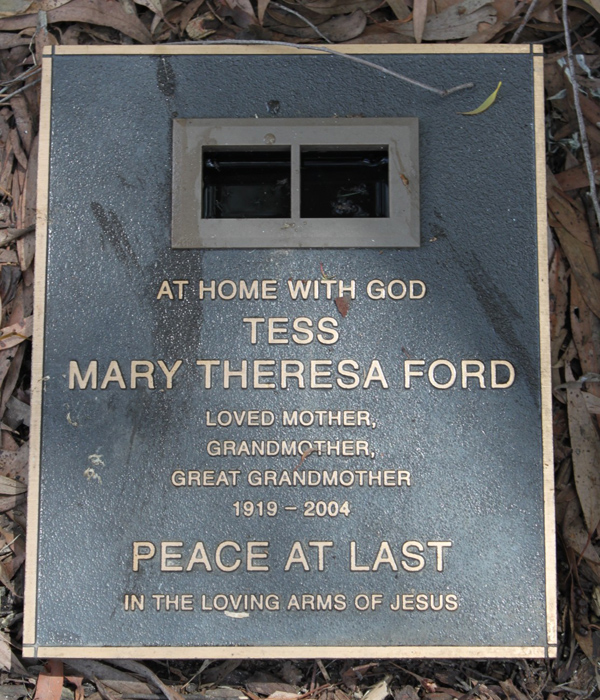 AT HOME WITH GOD
TESS
MARY THERESA FORD
LOVED MOTHER,
GRANDMOTHER,
GREAT GRANDMOTHER
1919 – 2004
PEACE AT LAST
IN THE LOVING ARMS OF JESUS